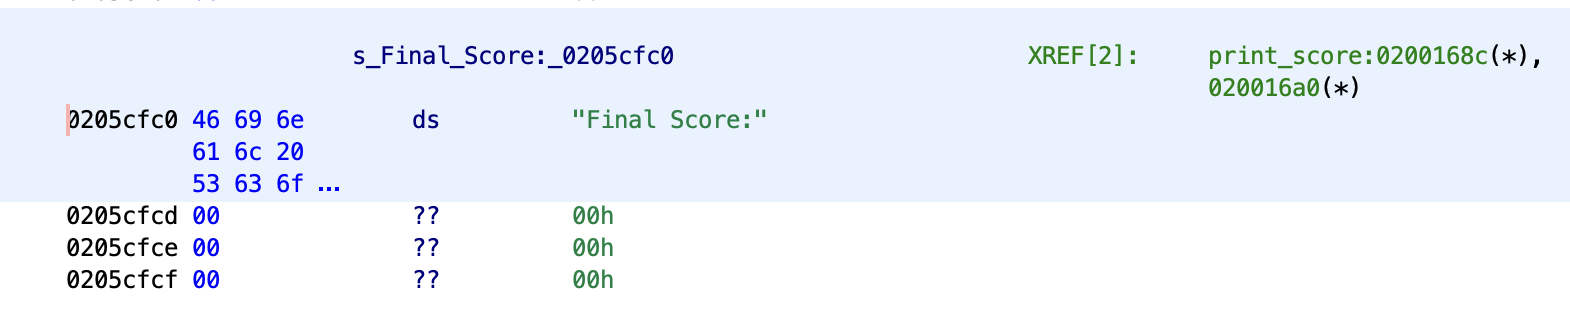 s_Final_Score:_0205cfc0 XREF[2]: print_score:0200168c(*),
020016a0(*)
0205cfc0 46 69 6e ds "Final Score:"
61 6c 20
53 63 6f ...
0205cfcd 00 ?? 00h
0205cfce 00 ?? 00h
0205cfcf 00 ?? 00h